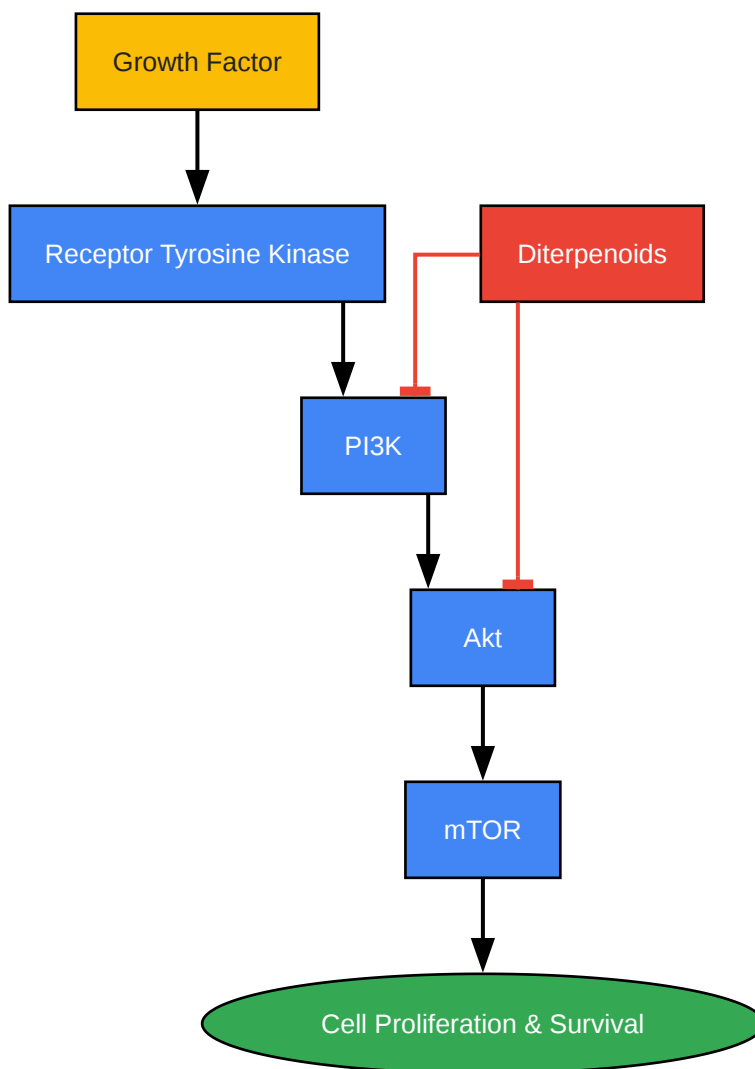 Growth Factor
Receptor Tyrosine Kinase
Diterpenoids
PI3K
Akt
mTOR
Cell Proliferation & Survival